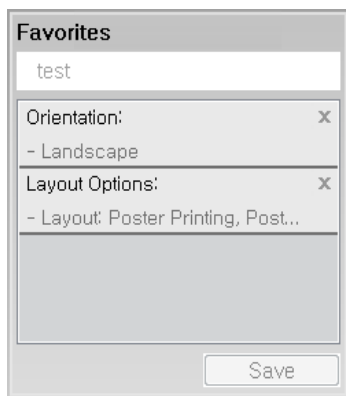 Favorites
test
Orientation: x
- Landscape
Layout Options: x
- Layout: Poster Printing, Post...
Save